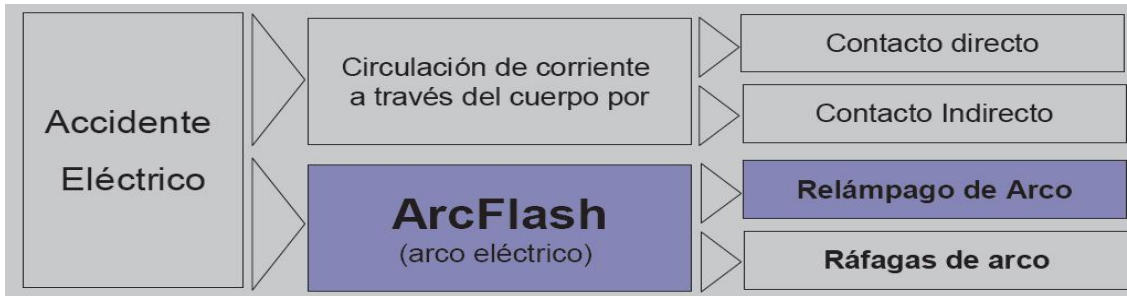 Accidente
Eléctrico
Circulación de corriente
a través del cuerpo por
Contacto directo
Contacto Indirecto
ArcFlash
(arco eléctrico)
Relámpago de Arco
Ráfagas de arco